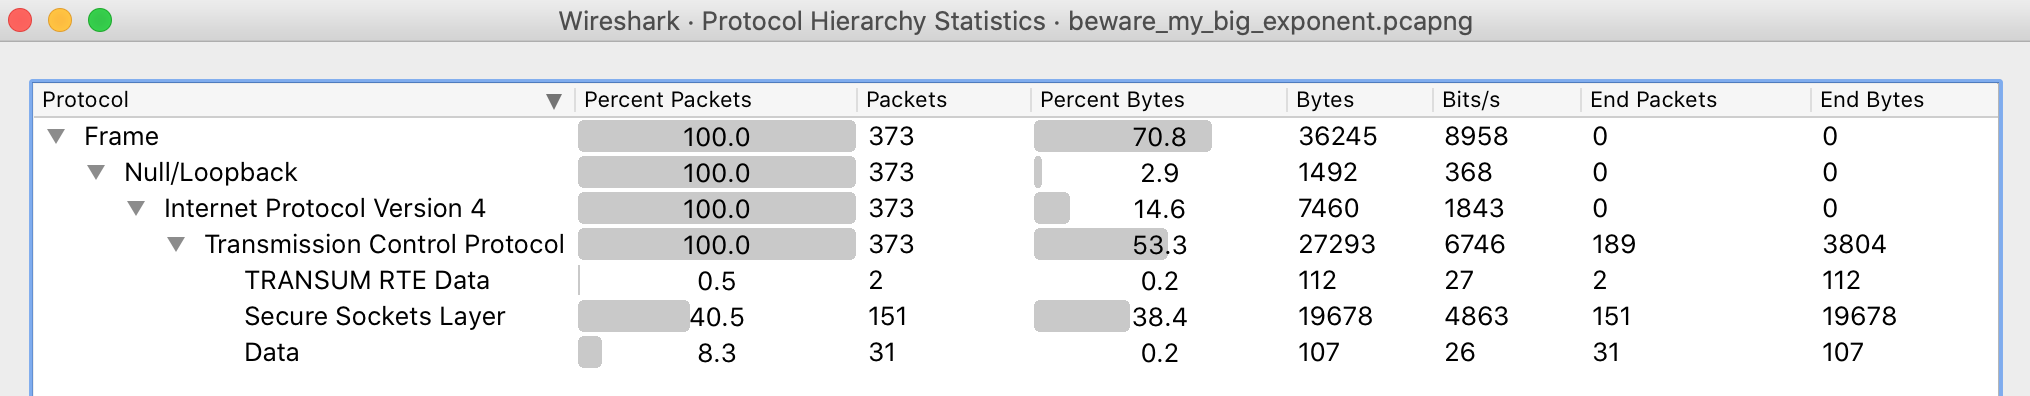 Wireshark · Protocol Hierarchy Statistics · beware_my_big_exponent.pcapng
Protocol Percent Packets Packets Percent Bytes Bytes Bits/s End Packets End Bytes
Frame 100.0 373 70.8 36245 8958 0 0
Null/Loopback 100.0 373 2.9 1492 368 0 0
Internet Protocol Version 4 100.0 373 14.6 7460 1843 0 0
Transmission Control Protocol 100.0 373 53.3 27293 6746 189 3804
TRANSUM RTE Data 0.5 2 0.2 112 27 2 112
Secure Sockets Layer 40.5 151 38.4 19678 4863 151 19678
Data 8.3 31 0.2 107 26 31 107